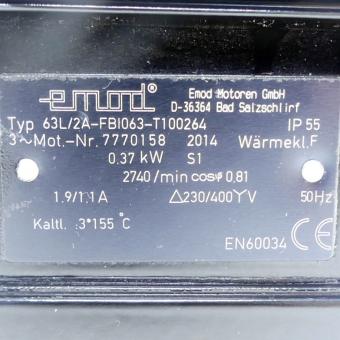 emod
Emod Motoren GmbH
D-36364 Bad Salzschlirf
Typ 63L/2A-FBI063-T100264 IP 55
3~Mot.-Nr. 7770158 2014 Wärmekl.F
0,37 kW S1
2740/min cosφ 0,81
1,9/1,1 A △230/400Y V 50Hz
Kaltl. 3*155 °C
EN60034 CE